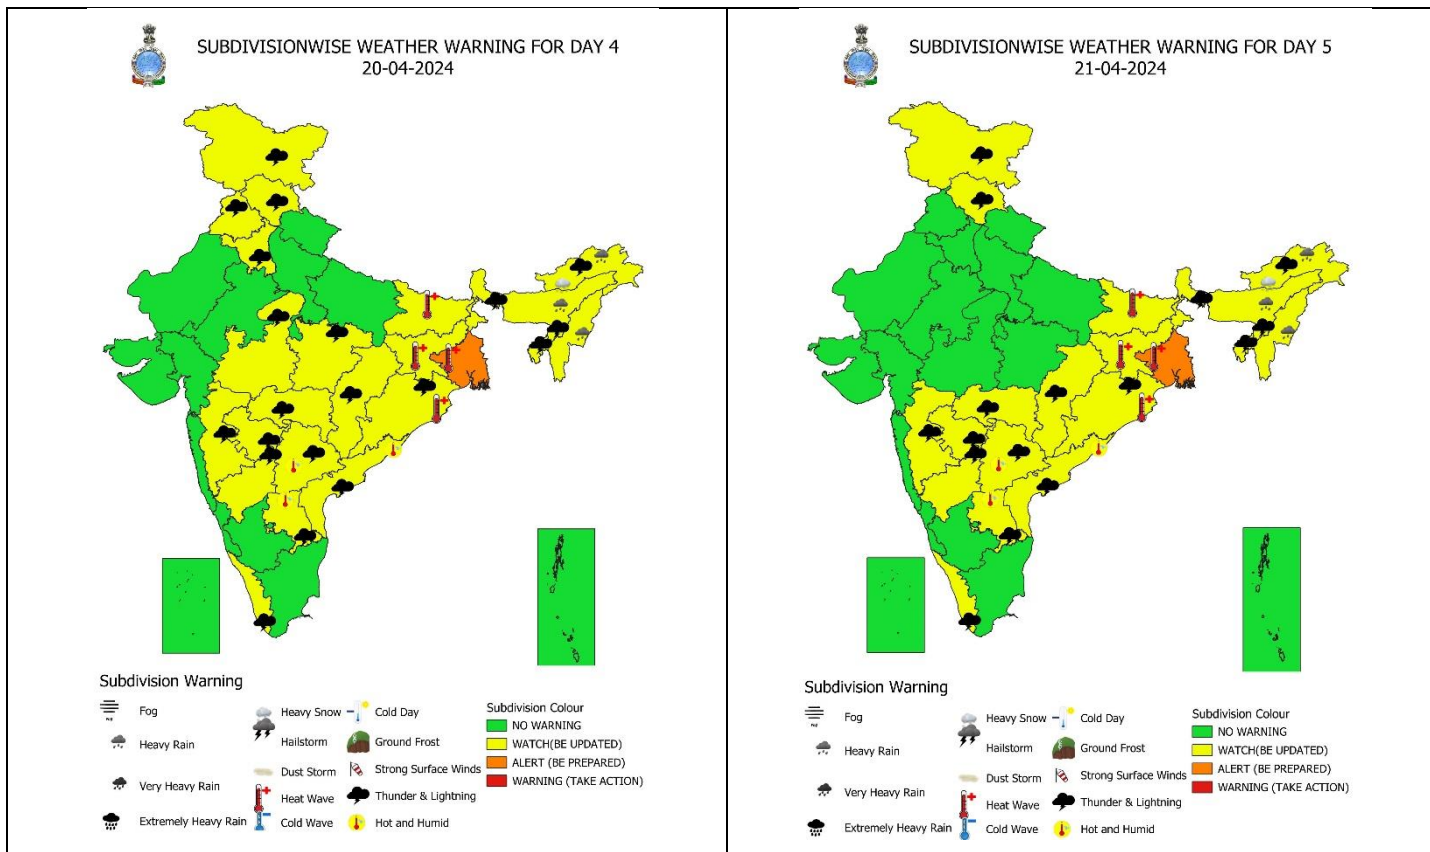 SUBDIVISIONWISE WEATHER WARNING FOR DAY 4
20-04-2024
Subdivision Warning
Fog
Heavy Rain
Very Heavy Rain
Extremely Heavy Rain
Heavy Snow
Hailstorm
Dust Storm
Heat Wave
Cold Wave
Cold Day
Ground Frost
Strong Surface Winds
Thunder & Lightning
Hot and Humid
Subdivision Colour
NO WARNING
WATCH(BE UPDATED)
ALERT (BE PREPARED)
WARNING (TAKE ACTION)
SUBDIVISIONWISE WEATHER WARNING FOR DAY 5
21-04-2024
Subdivision Warning
Fog
Heavy Rain
Very Heavy Rain
Extremely Heavy Rain
Heavy Snow
Hailstorm
Dust Storm
Heat Wave
Cold Wave
Cold Day
Ground Frost
Strong Surface Winds
Thunder & Lightning
Hot and Humid
Subdivision Colour
NO WARNING
WATCH(BE UPDATED)
ALERT (BE PREPARED)
WARNING (TAKE ACTION)